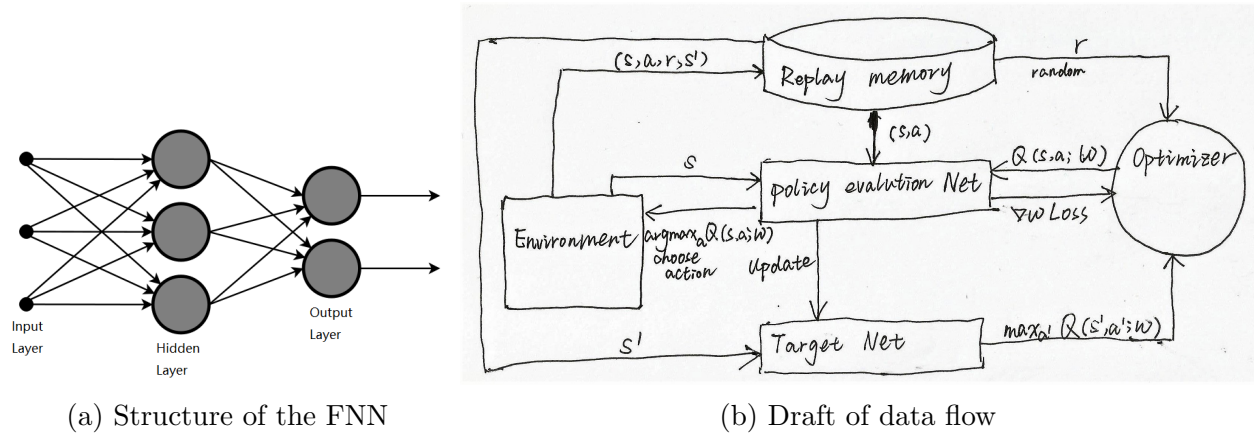 Input
Layer
Hidden
Layer
Output
Layer
(a) Structure of the FNN
(s,a,r,s')
Replay memory
r
random
(s,a)
s
policy evalution Net
Q(s,a;w)
Optimizer
∇w Loss
Environment
argmaxₐQ(s,a;w)
choose
action
Update
s'
Target Net
maxₐ' Q(s',a';w)
(b) Draft of data flow